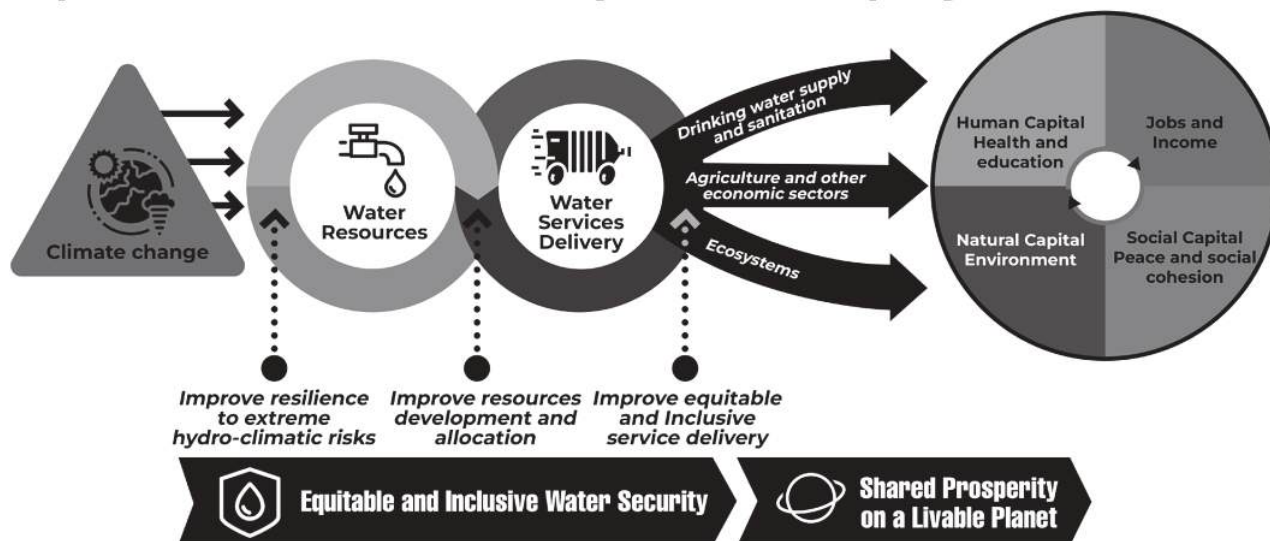 Climate change
Water
Resources
Water
Services
Delivery
Drinking water supply
and sanitation
Agriculture and other
economic sectors
Ecosystems
Human Capital
Health and
education
Jobs and
Income
Natural Capital
Environment
Social Capital
Peace and social
cohesion
Improve resilience
to extreme
hydro-climatic risks
Improve resources
development and
allocation
Improve equitable
and Inclusive
service delivery
Equitable and Inclusive Water Security
Shared Prosperity
on a Livable Planet